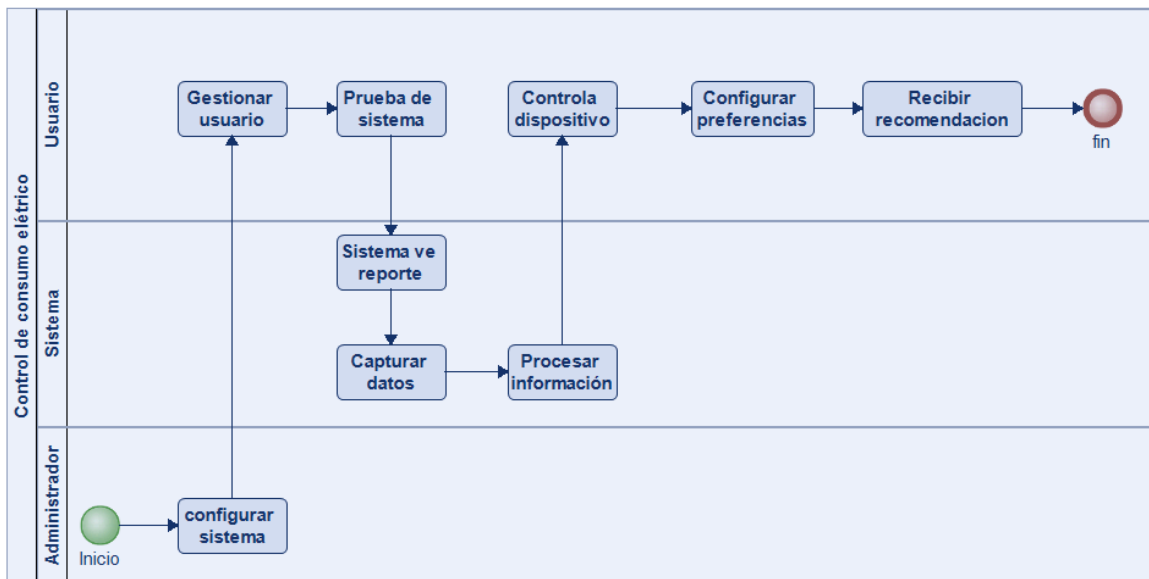 Control de consumo elétrico
Usuario
Gestionar
usuario
Prueba de
sistema
Controla
dispositivo
Configurar
preferencias
Recibir
recomendacion
fin
Sistema
Sistema ve
reporte
Capturar
datos
Procesar
información
Administrador
Inicio
configurar
sistema